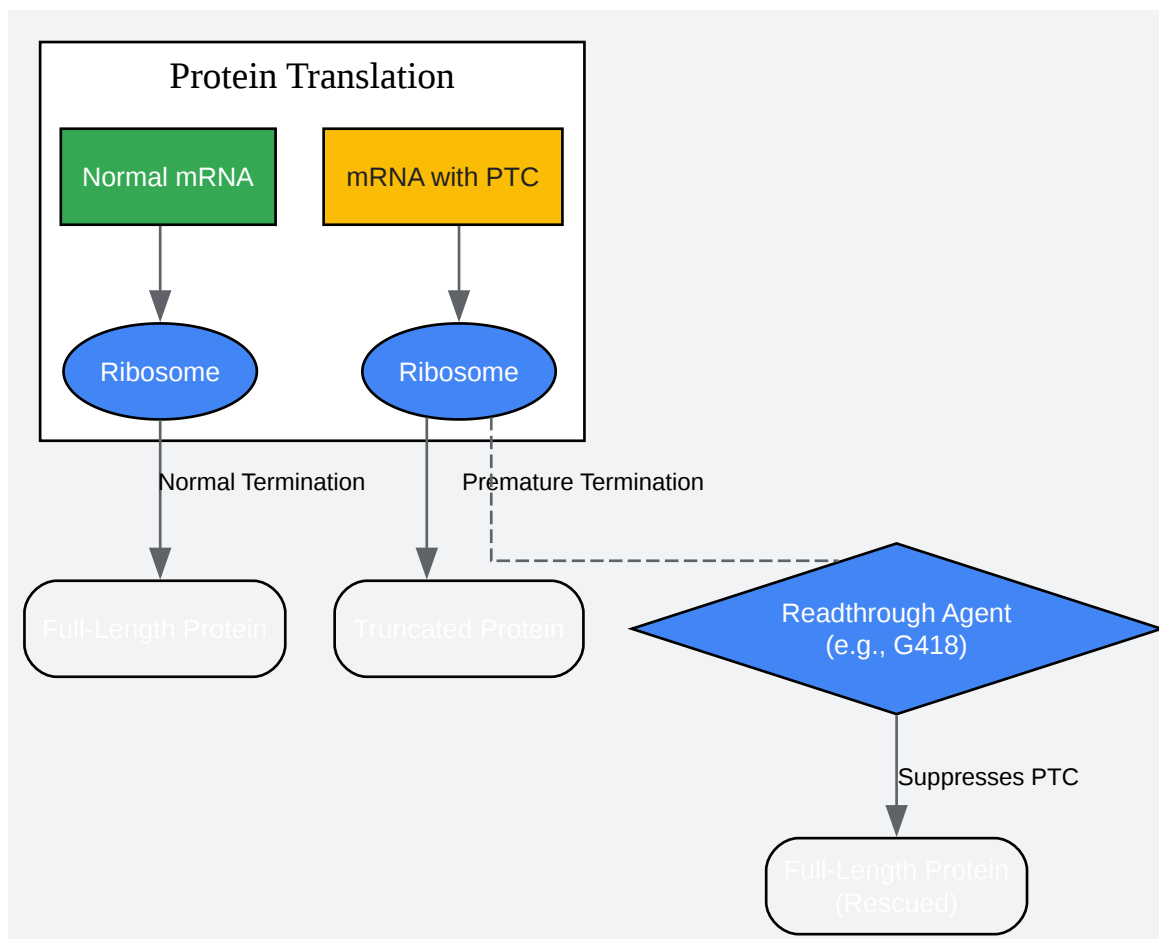 Protein Translation
Normal mRNA
mRNA with PTC
Ribosome
Ribosome
Normal Termination
Premature Termination
Full-Length Protein
Truncated Protein
Readthrough Agent
(e.g., G418)
Suppresses PTC
Full-Length Protein
(Rescued)